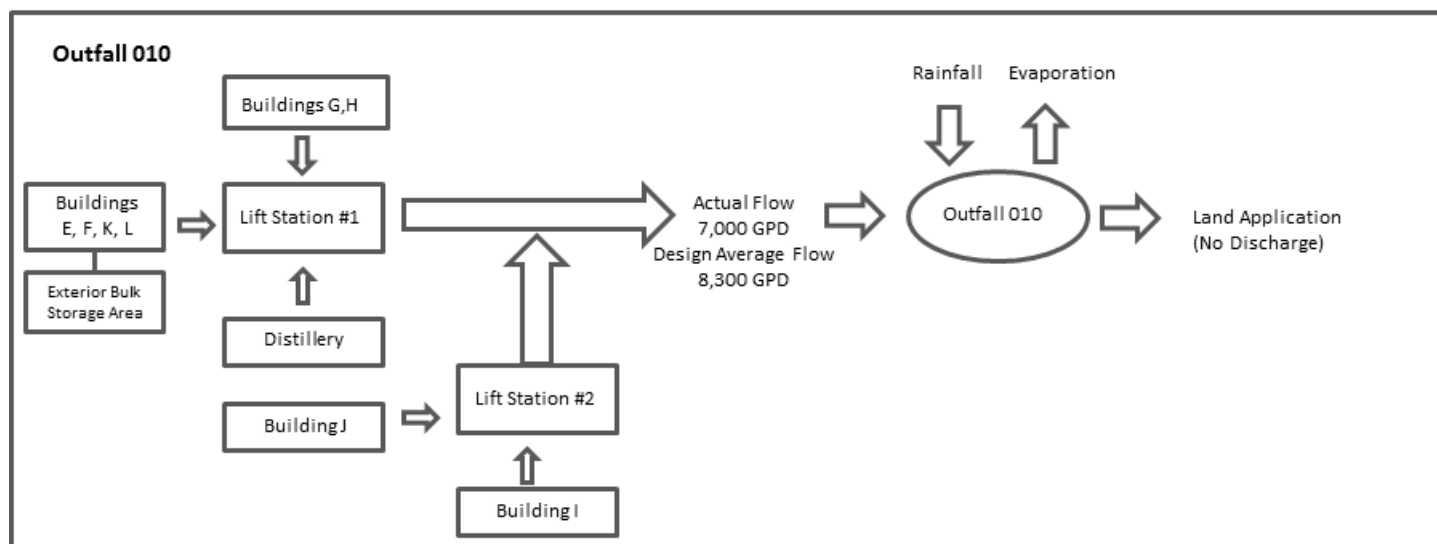 Outfall 010
Rainfall
Evaporation
Buildings G,H
Buildings
E, F, K, L
Lift Station #1
Actual Flow
7,000 GPD
Design Average Flow
8,300 GPD
Outfall 010
Land Application
(No Discharge)
Exterior Bulk
Storage Area
Distillery
Lift Station #2
Building J
Building I